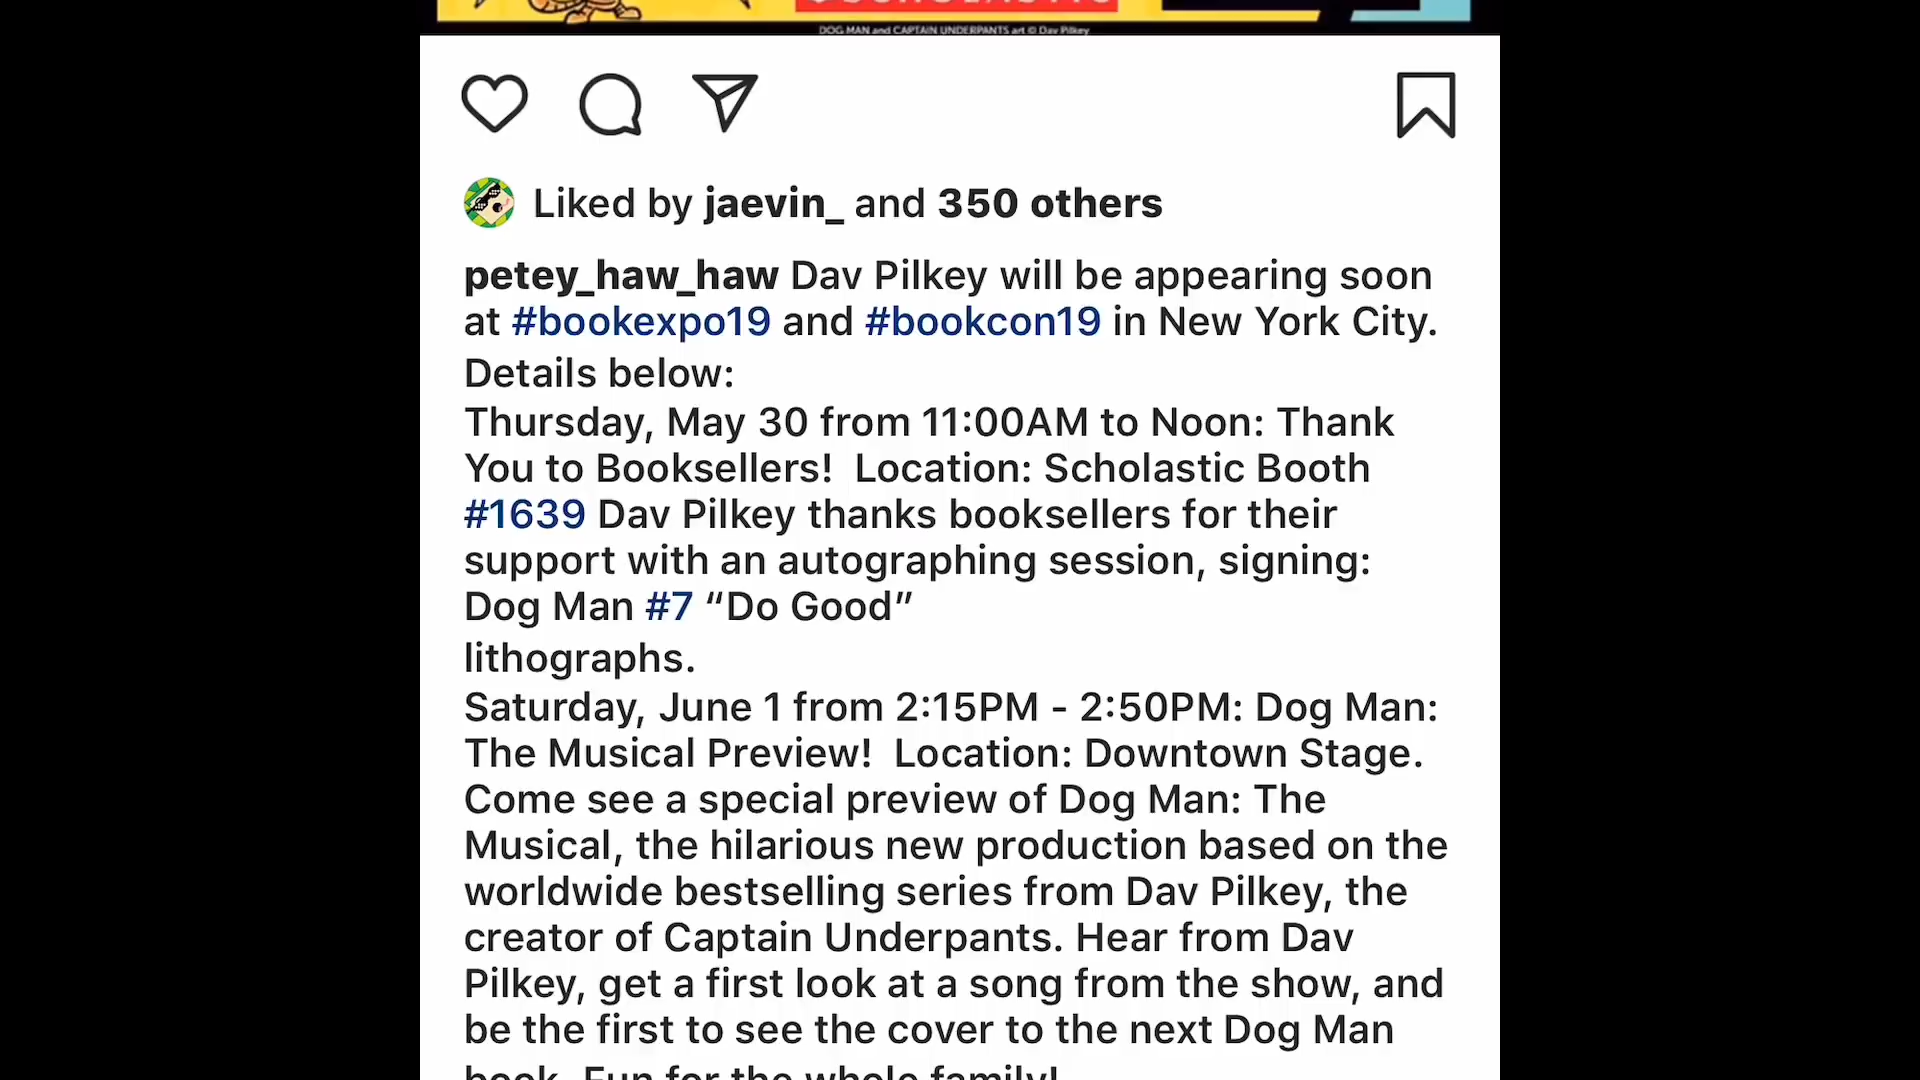 DOG MAN and CAPTAIN UNDERPANTS art © Dav Pilkey
Liked by jaevin_ and 350 others
petey_haw_haw Dav Pilkey will be appearing soon
at #bookexpo19 and #bookcon19 in New York City.
Details below:
Thursday, May 30 from 11:00AM to Noon: Thank
You to Booksellers!  Location: Scholastic Booth
#1639 Dav Pilkey thanks booksellers for their
support with an autographing session, signing:
Dog Man #7 “Do Good”
lithographs.
Saturday, June 1 from 2:15PM - 2:50PM: Dog Man:
The Musical Preview!  Location: Downtown Stage.
Come see a special preview of Dog Man: The
Musical, the hilarious new production based on the
worldwide bestselling series from Dav Pilkey, the
creator of Captain Underpants. Hear from Dav
Pilkey, get a first look at a song from the show, and
be the first to see the cover to the next Dog Man
book. Fun for the whole family!